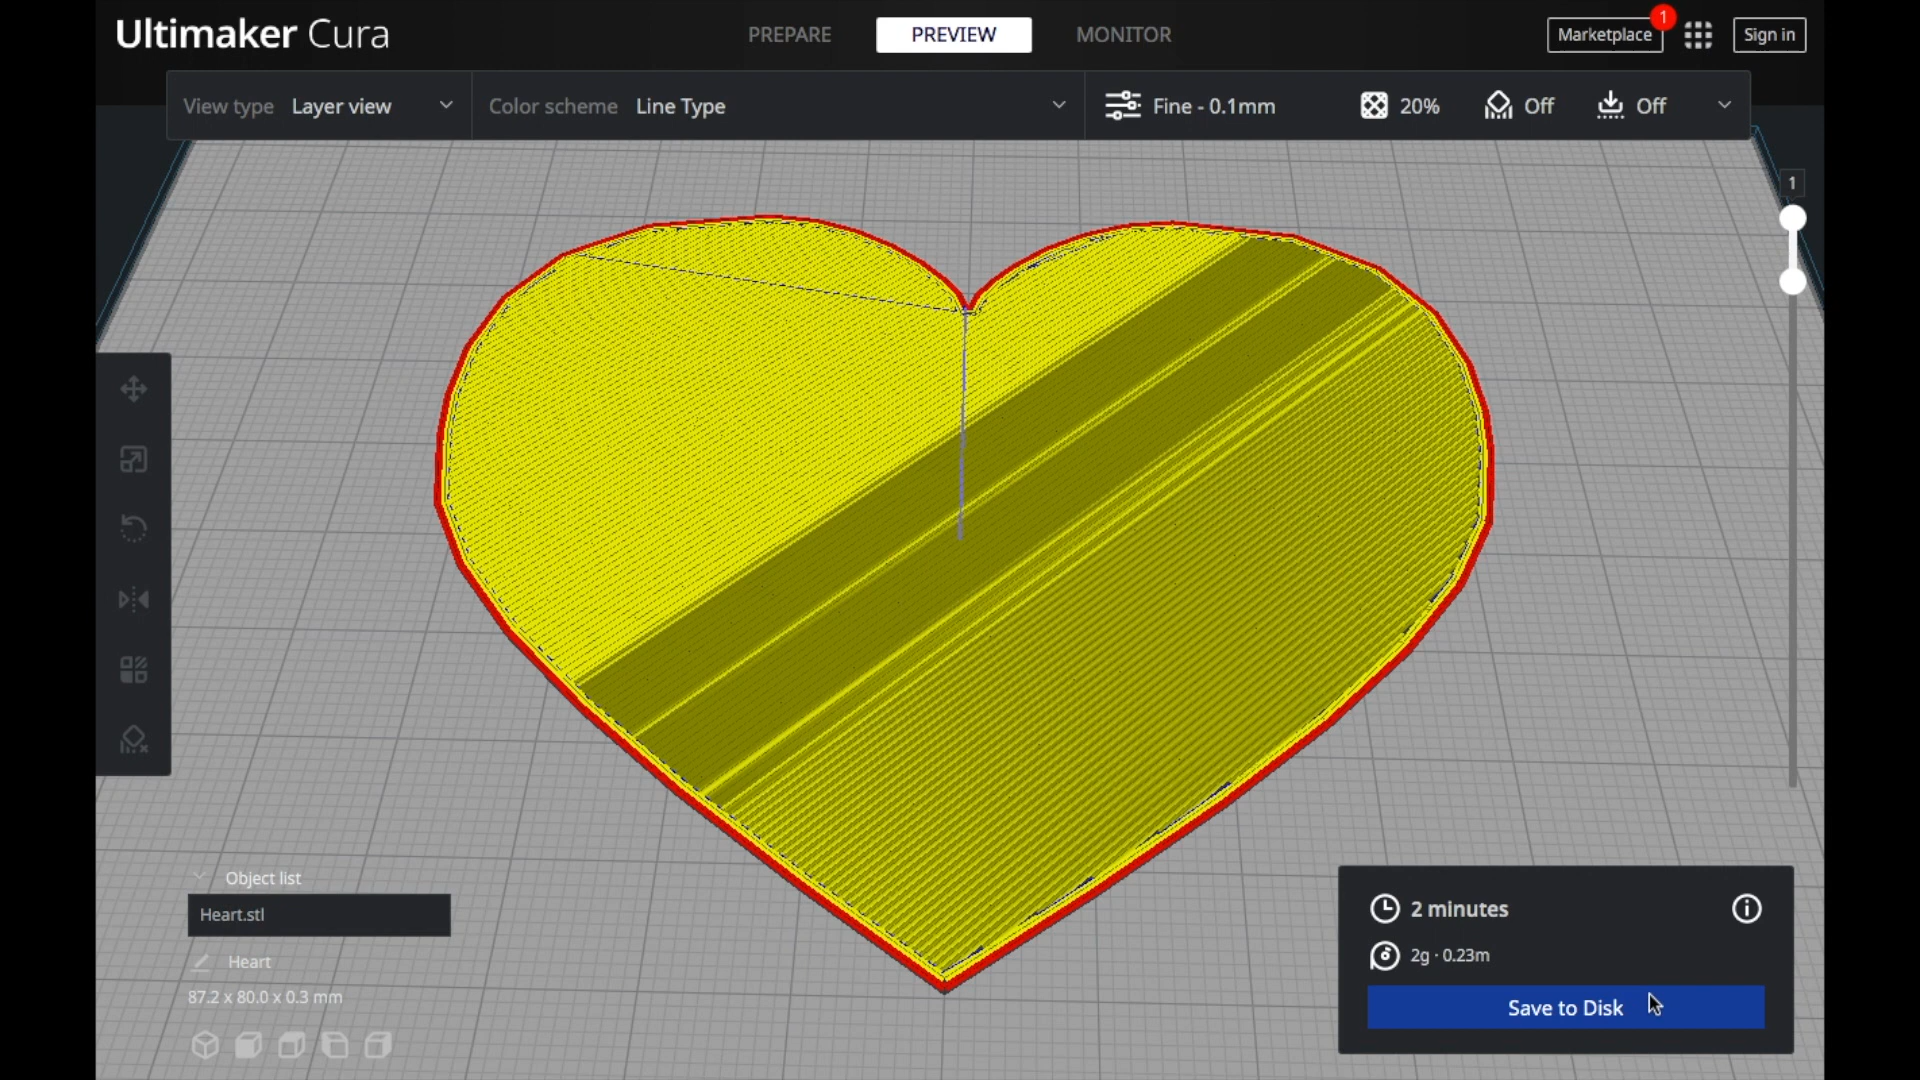 Ultimaker Cura
PREPARE
PREVIEW
MONITOR
Marketplace
1
Sign in
View type Layer view
Color scheme Line Type
Fine - 0.1mm
20%
Off
Off
1
Object list
Heart.stl
Heart
87.2 x 80.0 x 0.3 mm
2 minutes
2g · 0.23m
Save to Disk